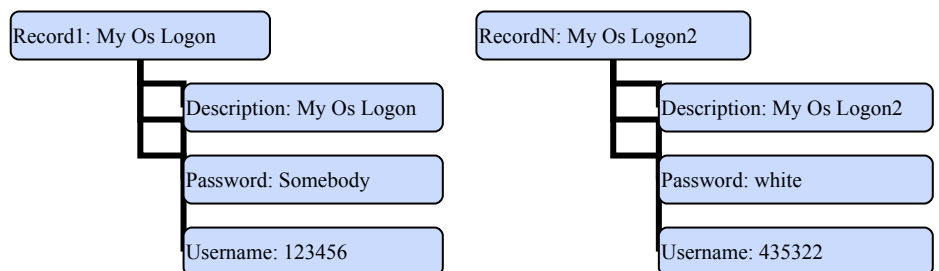 Record1: My Os Logon
Description: My Os Logon
Password: Somebody
Username: 123456
RecordN: My Os Logon2
Description: My Os Logon2
Password: white
Username: 435322